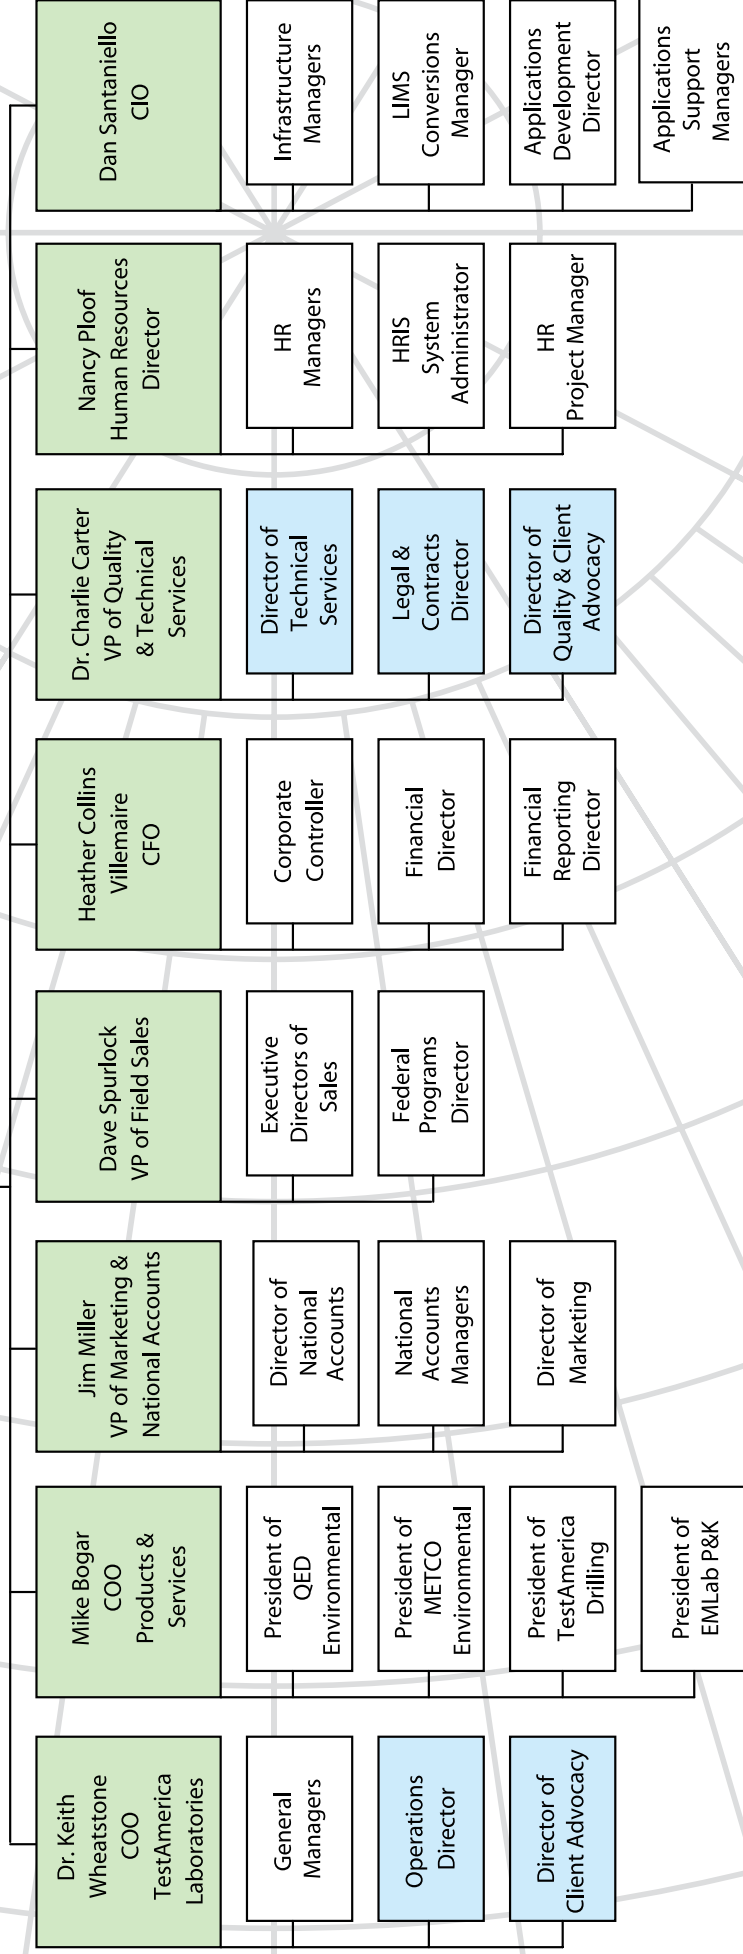 Dr. Keith
Wheatstone
COO
TestAmerica
Laboratories
General
Managers
Operations
Director
Director of
Client Advocacy
Mike Bogar
COO
Products &
Services
President of
QED
Environmental
President of
METCO
Environmental
President of
TestAmerica
Drilling
President of
EMLab P&K
Jim Miller
VP of Marketing &
National Accounts
Director of
National
Accounts
National
Accounts
Managers
Director of
Marketing
Dave Spurlock
VP of Field Sales
Executive
Directors of
Sales
Federal
Programs
Director
Heather Collins
Villemaire
CFO
Corporate
Controller
Financial
Director
Financial
Reporting
Director
Dr. Charlie Carter
VP of Quality
& Technical
Services
Director of
Technical
Services
Legal &
Contracts
Director
Director of
Quality & Client
Advocacy
Nancy Ploof
Human Resources
Director
HR
Managers
HRIS
System
Administrator
HR
Project Manager
Dan Santaniello
CIO
Infrastructure
Managers
LIMS
Conversions
Manager
Applications
Development
Director
Applications
Support
Managers